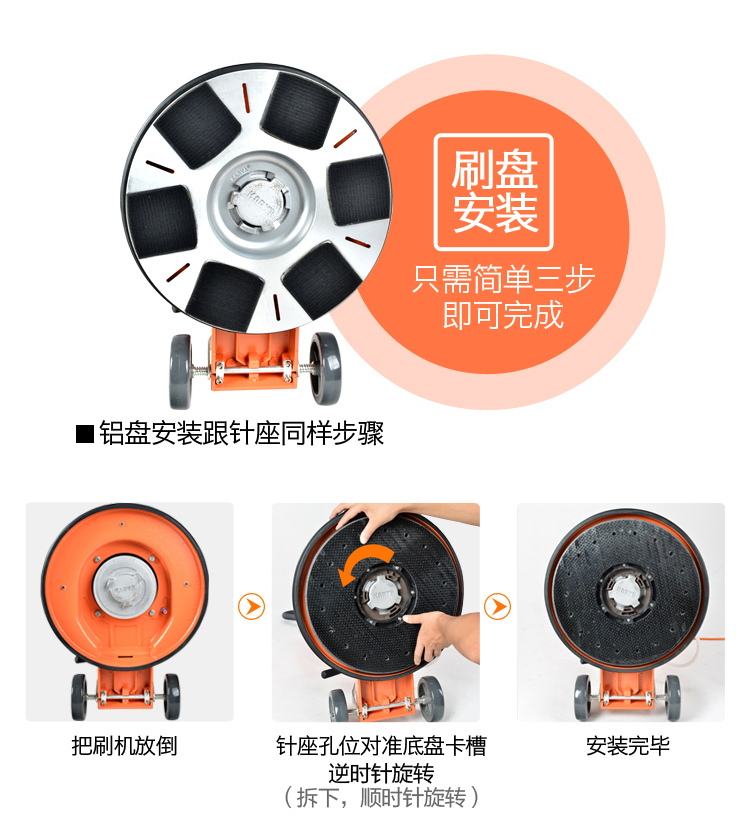 刷盘
安装
只需简单三步
即可完成
■铝盘安装跟针座同样步骤
把刷机放倒
针座孔位对准底盘卡槽
逆时针旋转
（拆下，顺时针旋转）
安装完毕